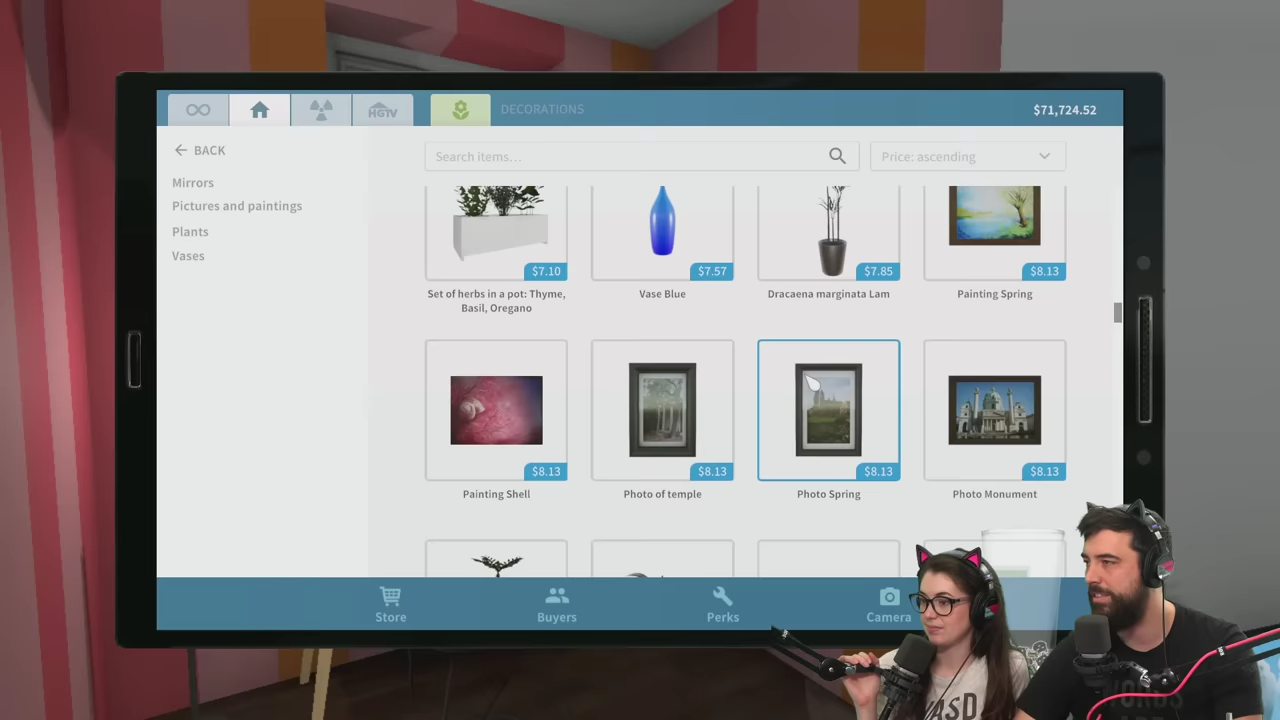 HGTV
DECORATIONS
$71,724.52
BACK
Search items...
Price: ascending
Mirrors
Pictures and paintings
Plants
Vases
$7.10
$7.57
$7.85
$8.13
Set of herbs in a pot: Thyme,
Basil, Oregano
Vase Blue
Dracaena marginata Lam
Painting Spring
$8.13
$8.13
$8.13
$8.13
Painting Shell
Photo of temple
Photo Spring
Photo Monument
Store
Buyers
Perks
Camera
WASD
WORDS